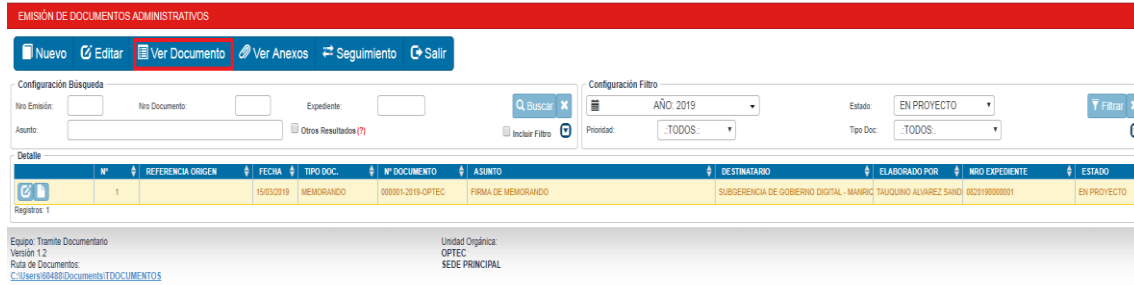 EMISIÓN DE DOCUMENTOS ADMINISTRATIVOS
Nuevo Editar Ver Documento Ver Anexos Seguimiento Salir
Configuración Búsqueda Configuración Filtro
Nro Emisión: Nro Documento: Expediente: Buscar AÑO: 2019 Estado: EN PROYECTO Filtrar
Asunto: Otros Resultados (?) Incluir Filtro Prioridad: .:TODOS:. Tipo Doc: .:TODOS:.
Detalle
N° REFERENCIA ORIGEN FECHA TIPO DOC. N° DOCUMENTO ASUNTO DESTINATARIO ELABORADO POR NRO EXPEDIENTE ESTADO
1 15/03/2019 MEMORANDO 000001-2019-OPTEC FIRMA DE MEMORANDO SUBGERENCIA DE GOBIERNO DIGITAL - MANRIC TAUQUINO ALVAREZ SAND 0820190000001 EN PROYECTO
Registros: 1
Equipo: Tramite Documentario Unidad Orgánica:
Versión 1.2 OPTEC
Ruta de Documentos: SEDE PRINCIPAL
C:\Users\60488\Documents\TDOCUMENTOS